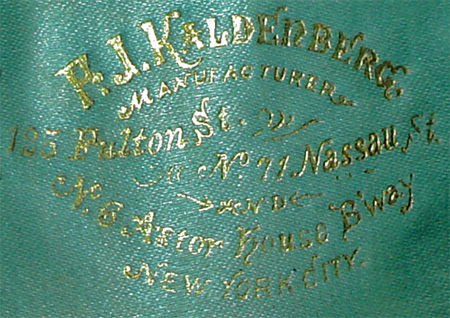 F.J. KALDENBERG
MANUFACTURER
125 Fulton St.
No 71 Nassau St.
AND
No. 6 Astor House B'way
NEW YORK CITY.